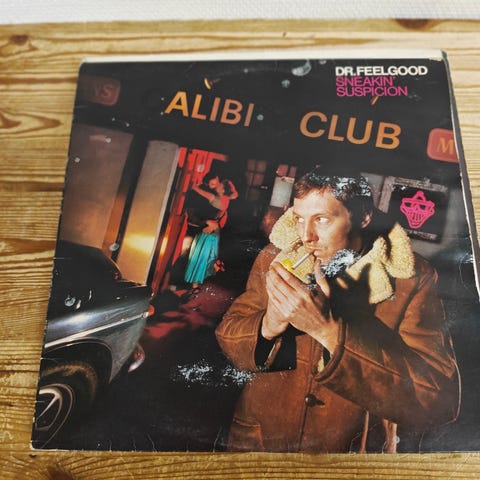 DR.FEELGOOD
SNEAKIN'
SUSPICION
ALIBI CLUB